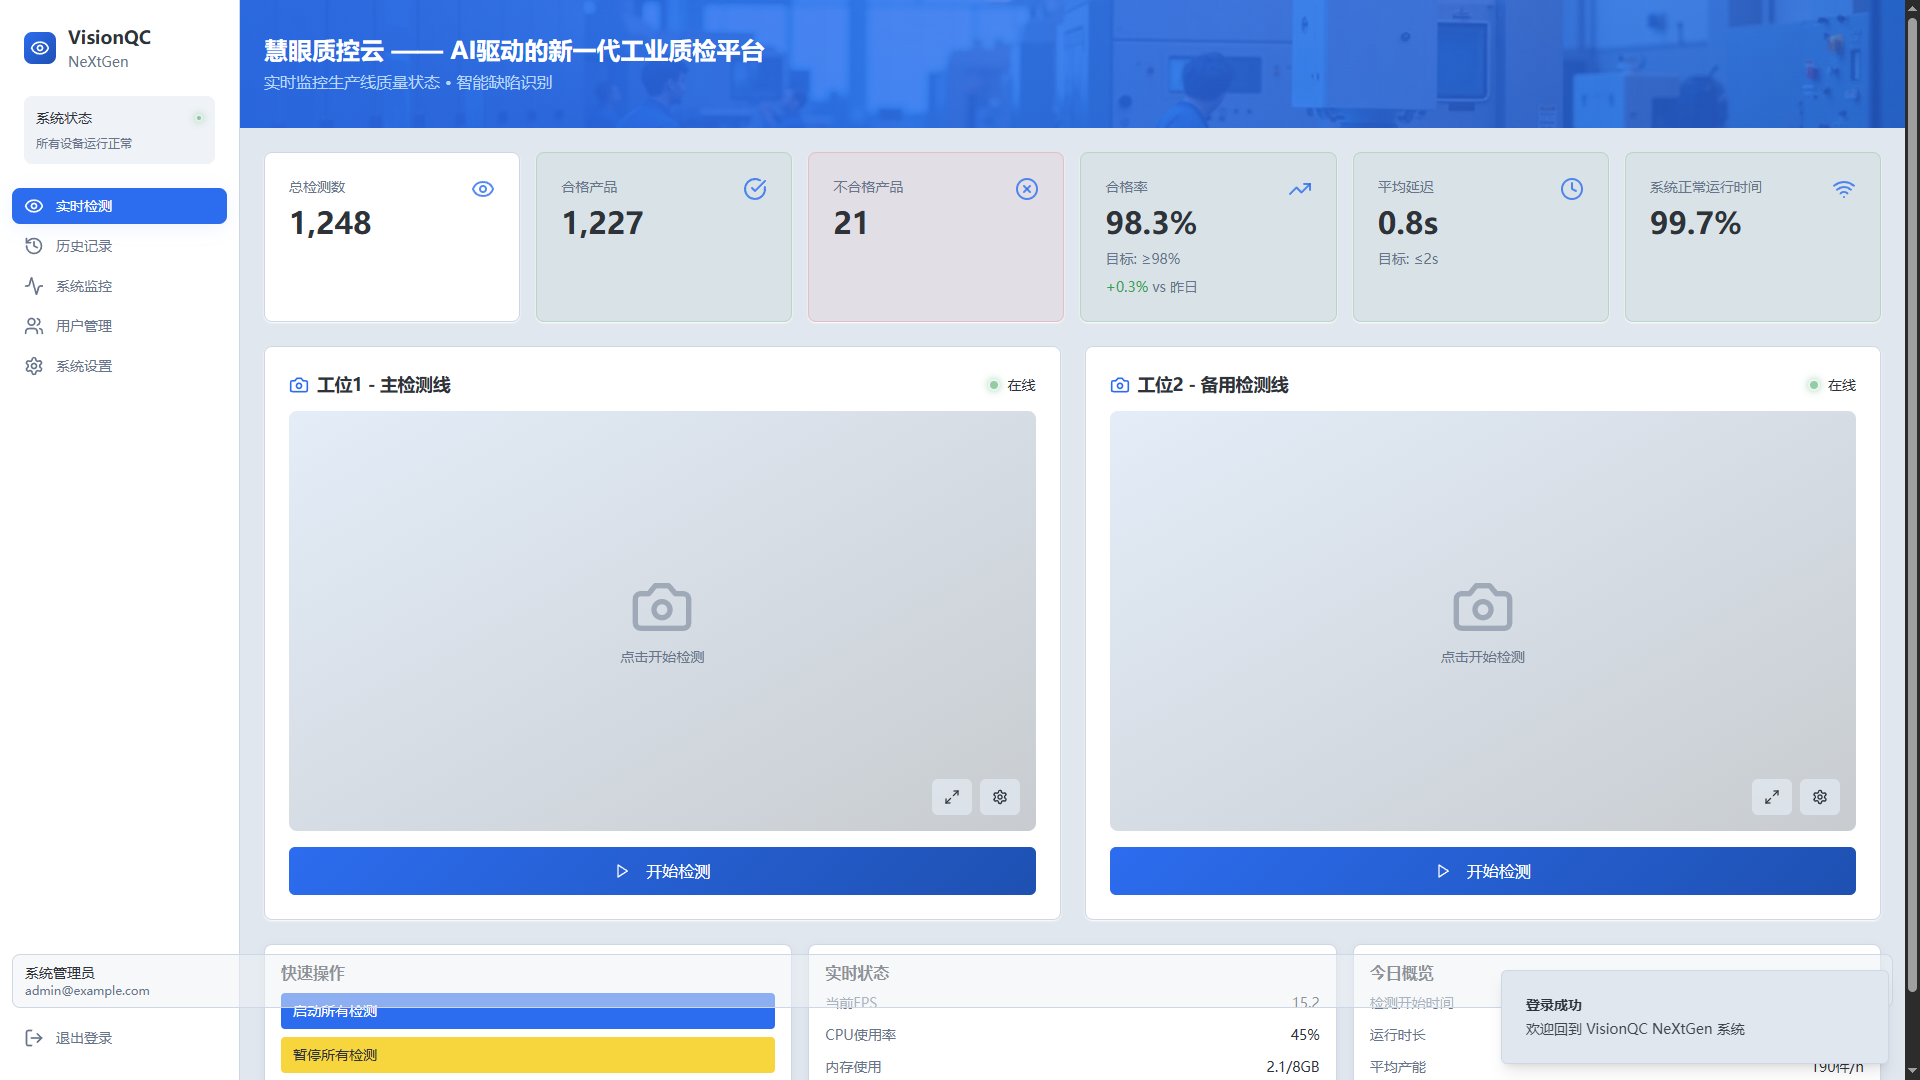 VisionQC
NeXtGen
系统状态
所有设备运行正常
实时检测
历史记录
系统监控
用户管理
系统设置
系统管理员
admin@example.com
退出登录
慧眼质控云 —— AI驱动的新一代工业质检平台
实时监控生产线质量状态 • 智能缺陷识别
总检测数
1,248
合格产品
1,227
不合格产品
21
合格率
98.3%
目标: ≥98%
+0.3% vs 昨日
平均延迟
0.8s
目标: ≤2s
系统正常运行时间
99.7%
工位1 - 主检测线
在线
点击开始检测
开始检测
工位2 - 备用检测线
在线
点击开始检测
开始检测
快速操作
启动所有检测
暂停所有检测
实时状态
当前FPS 15.2
CPU使用率 45%
内存使用 2.1/8GB
今日概览
检测开始时间
运行时长
平均产能 190件/h
登录成功
欢迎回到 VisionQC NeXtGen 系统